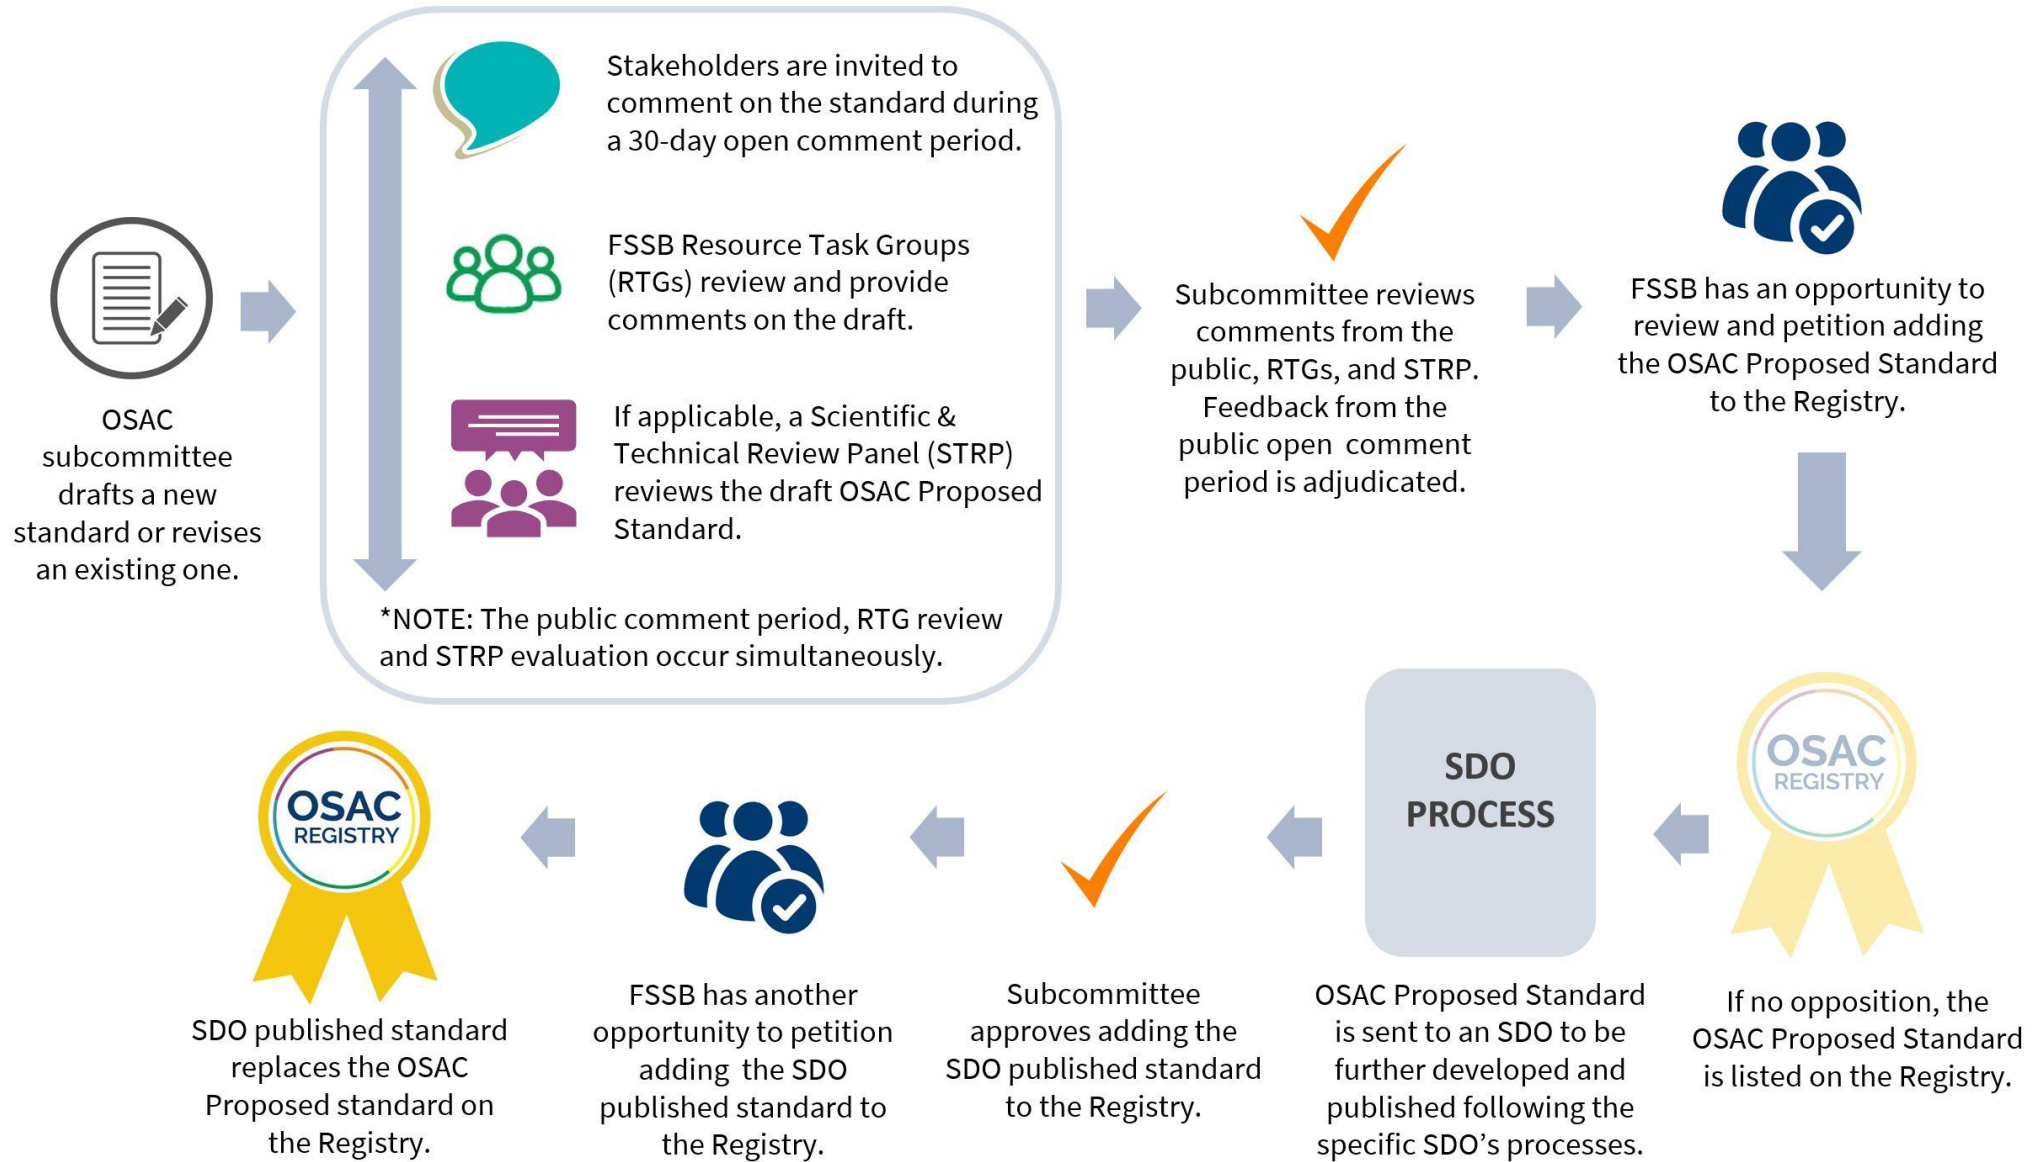 OSAC
subcommittee
drafts a new
standard or revises
an existing one.
Stakeholders are invited to
comment on the standard during
a 30-day open comment period.
FSSB Resource Task Groups
(RTGs) review and provide
comments on the draft.
If applicable, a Scientific &
Technical Review Panel (STRP)
reviews the draft OSAC Proposed
Standard.
*NOTE: The public comment period, RTG review
and STRP evaluation occur simultaneously.
Subcommittee reviews
comments from the
public, RTGs, and STRP.
Feedback from the
public open comment
period is adjudicated.
FSSB has an opportunity to
review and petition adding
the OSAC Proposed Standard
to the Registry.
OSAC
REGISTRY
If no opposition, the
OSAC Proposed Standard
is listed on the Registry.
SDO
PROCESS
OSAC Proposed Standard
is sent to an SDO to be
further developed and
published following the
specific SDO's processes.
Subcommittee
approves adding the
SDO published standard
to the Registry.
FSSB has another
opportunity to petition
adding the SDO
published standard to
the Registry.
OSAC
REGISTRY
SDO published standard
replaces the OSAC
Proposed standard on
the Registry.